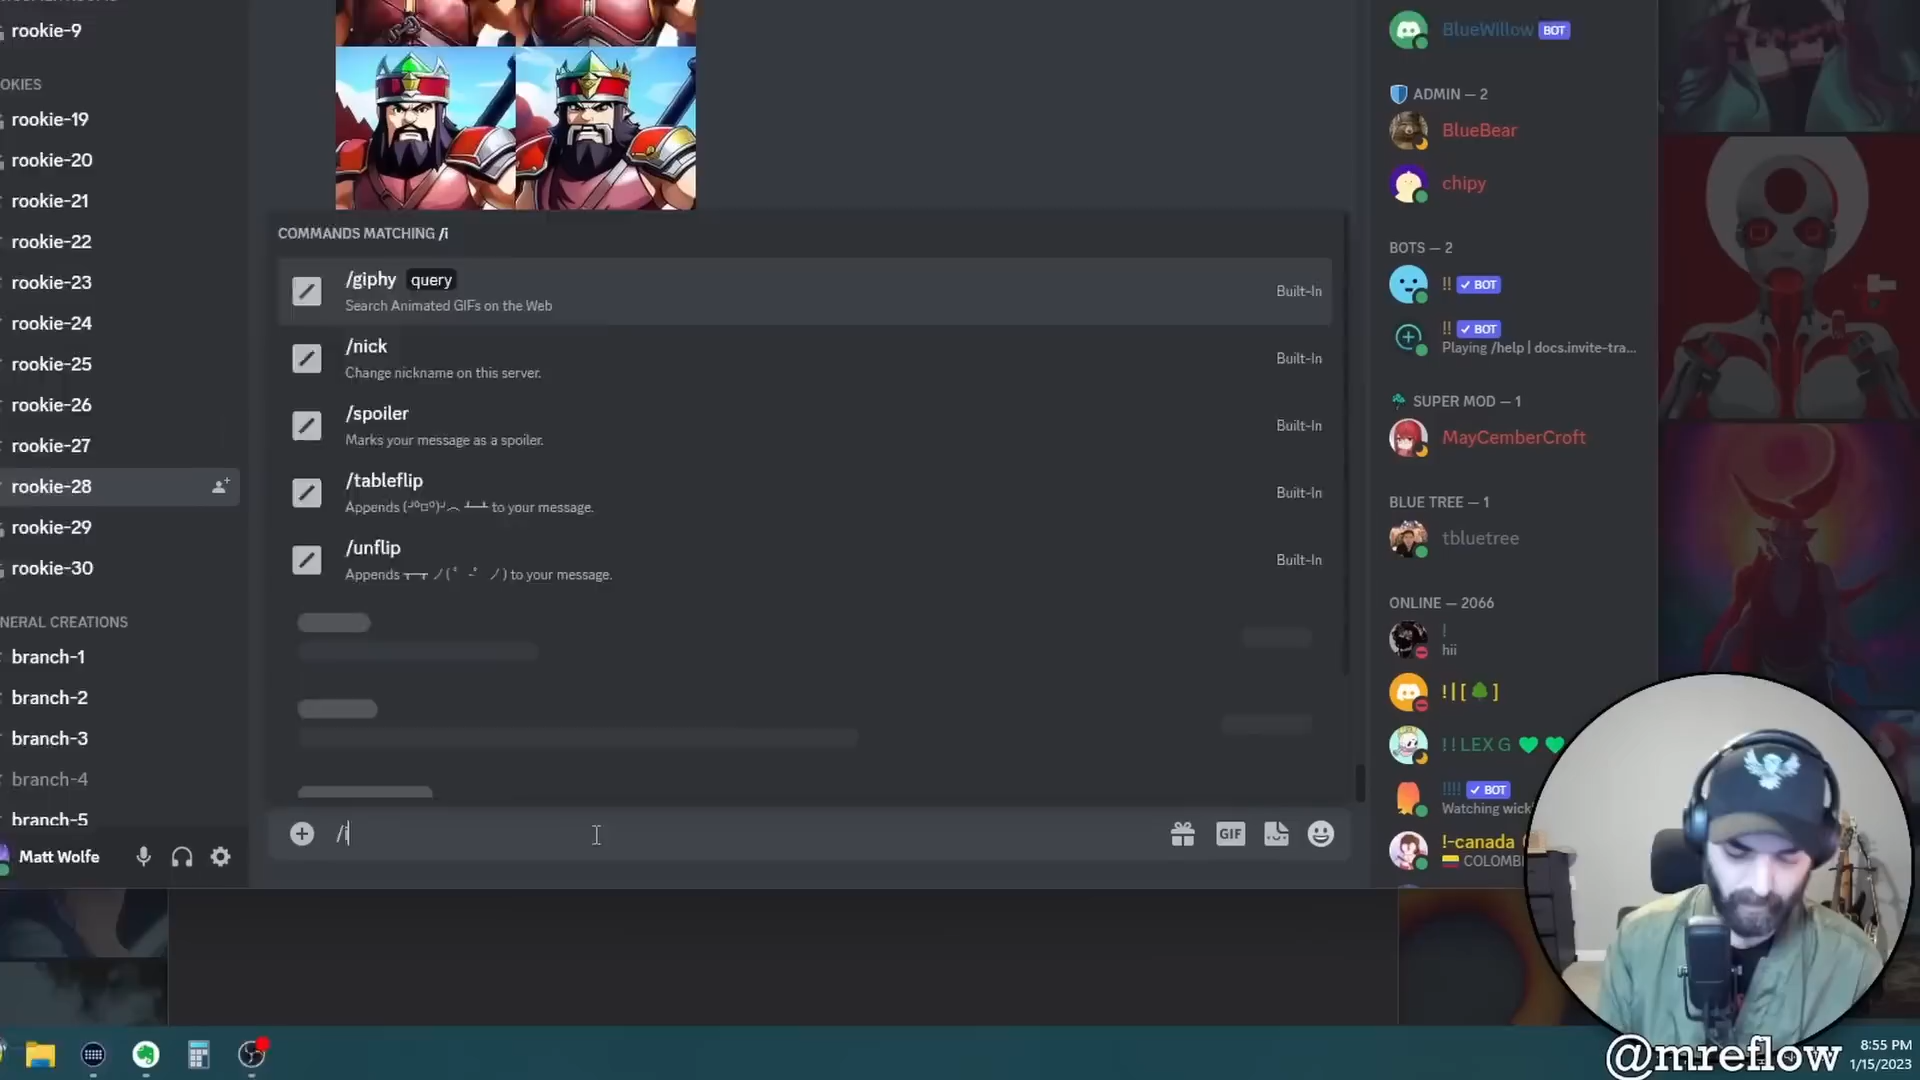 rookie-9
OKIES
rookie-19
rookie-20
rookie-21
rookie-22
rookie-23
rookie-24
rookie-25
rookie-26
rookie-27
rookie-28
rookie-29
rookie-30
NERAL CREATIONS
branch-1
branch-2
branch-3
branch-4
branch-5
Matt Wolfe
COMMANDS MATCHING /i
/giphy query
Search Animated GIFs on the Web
Built-In
/nick
Change nickname on this server.
Built-In
/spoiler
Marks your message as a spoiler.
Built-In
/tableflip
Appends (╯°□°)╯︵ ┻━┻ to your message.
Built-In
/unflip
Appends ┬─┬ ノ( ゜-゜ノ) to your message.
Built-In
/i
GIF
BlueWillow BOT
ADMIN — 2
BlueBear
chipy
BOTS — 2
!! ✓ BOT
!! ✓ BOT
Playing /help | docs.invite-tra...
SUPER MOD — 1
MayCemberCroft
BLUE TREE — 1
tbluetree
ONLINE — 2066
!
hii
! | [ 🌳 ]
! ! LEX G 💚 💚
!!!! ✓ BOT
Watching wick
!-canada
COLOMBI
@mreflow
8:55 PM
1/15/2023